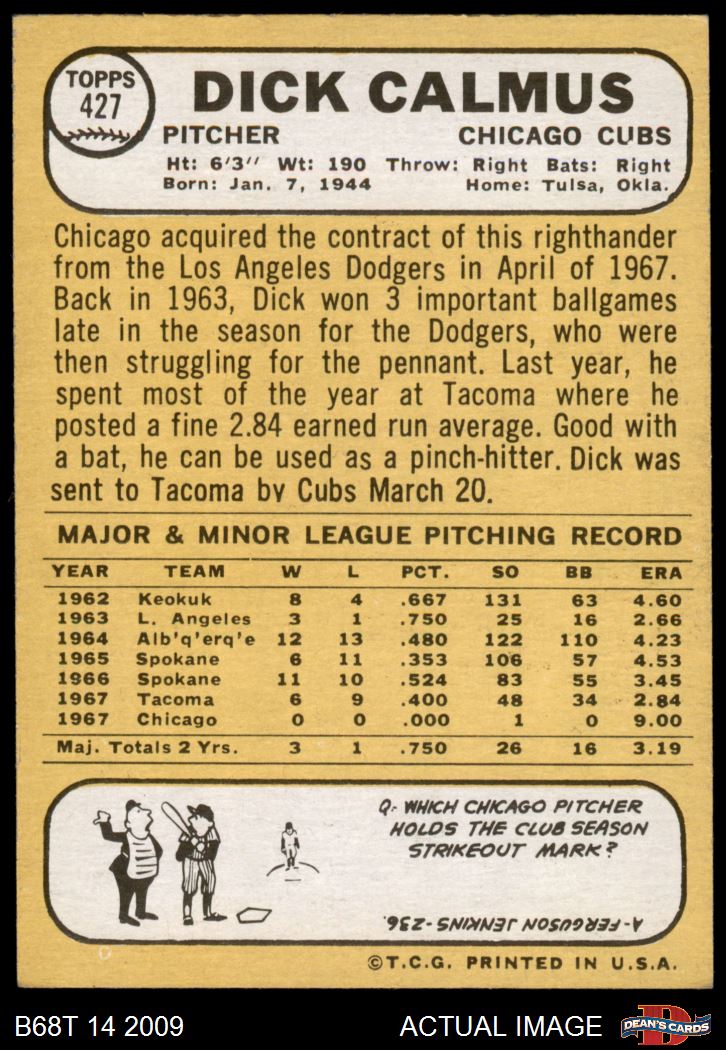 TOPPS
427
DICK CALMUS
PITCHER CHICAGO CUBS
Ht: 6'3" Wt: 190 Throw: Right Bats: Right
Born: Jan. 7, 1944 Home: Tulsa, Okla.
Chicago acquired the contract of this righthander
from the Los Angeles Dodgers in April of 1967.
Back in 1963, Dick won 3 important ballgames
late in the season for the Dodgers, who were
then struggling for the pennant. Last year, he
spent most of the year at Tacoma where he
posted a fine 2.84 earned run average. Good with
a bat, he can be used as a pinch-hitter. Dick was
sent to Tacoma by Cubs March 20.
MAJOR & MINOR LEAGUE PITCHING RECORD
YEAR TEAM W L PCT. SO BB ERA
1962 Keokuk 8 4 .667 131 63 4.60
1963 L. Angeles 3 1 .750 25 16 2.66
1964 Alb'q'erq'e 12 13 .480 122 110 4.23
1965 Spokane 6 11 .353 106 57 4.53
1966 Spokane 11 10 .524 83 55 3.45
1967 Tacoma 6 9 .400 48 34 2.84
1967 Chicago 0 0 .000 1 0 9.00
Maj. Totals 2 Yrs. 3 1 .750 26 16 3.19
Q- WHICH CHICAGO PITCHER
HOLDS THE CLUB SEASON
STRIKEOUT MARK?
A-FERGUSON JENKINS-236.
©T.C.G. PRINTED IN U.S.A.
B68T 14 2009 ACTUAL IMAGE D DEAN'S CARDS